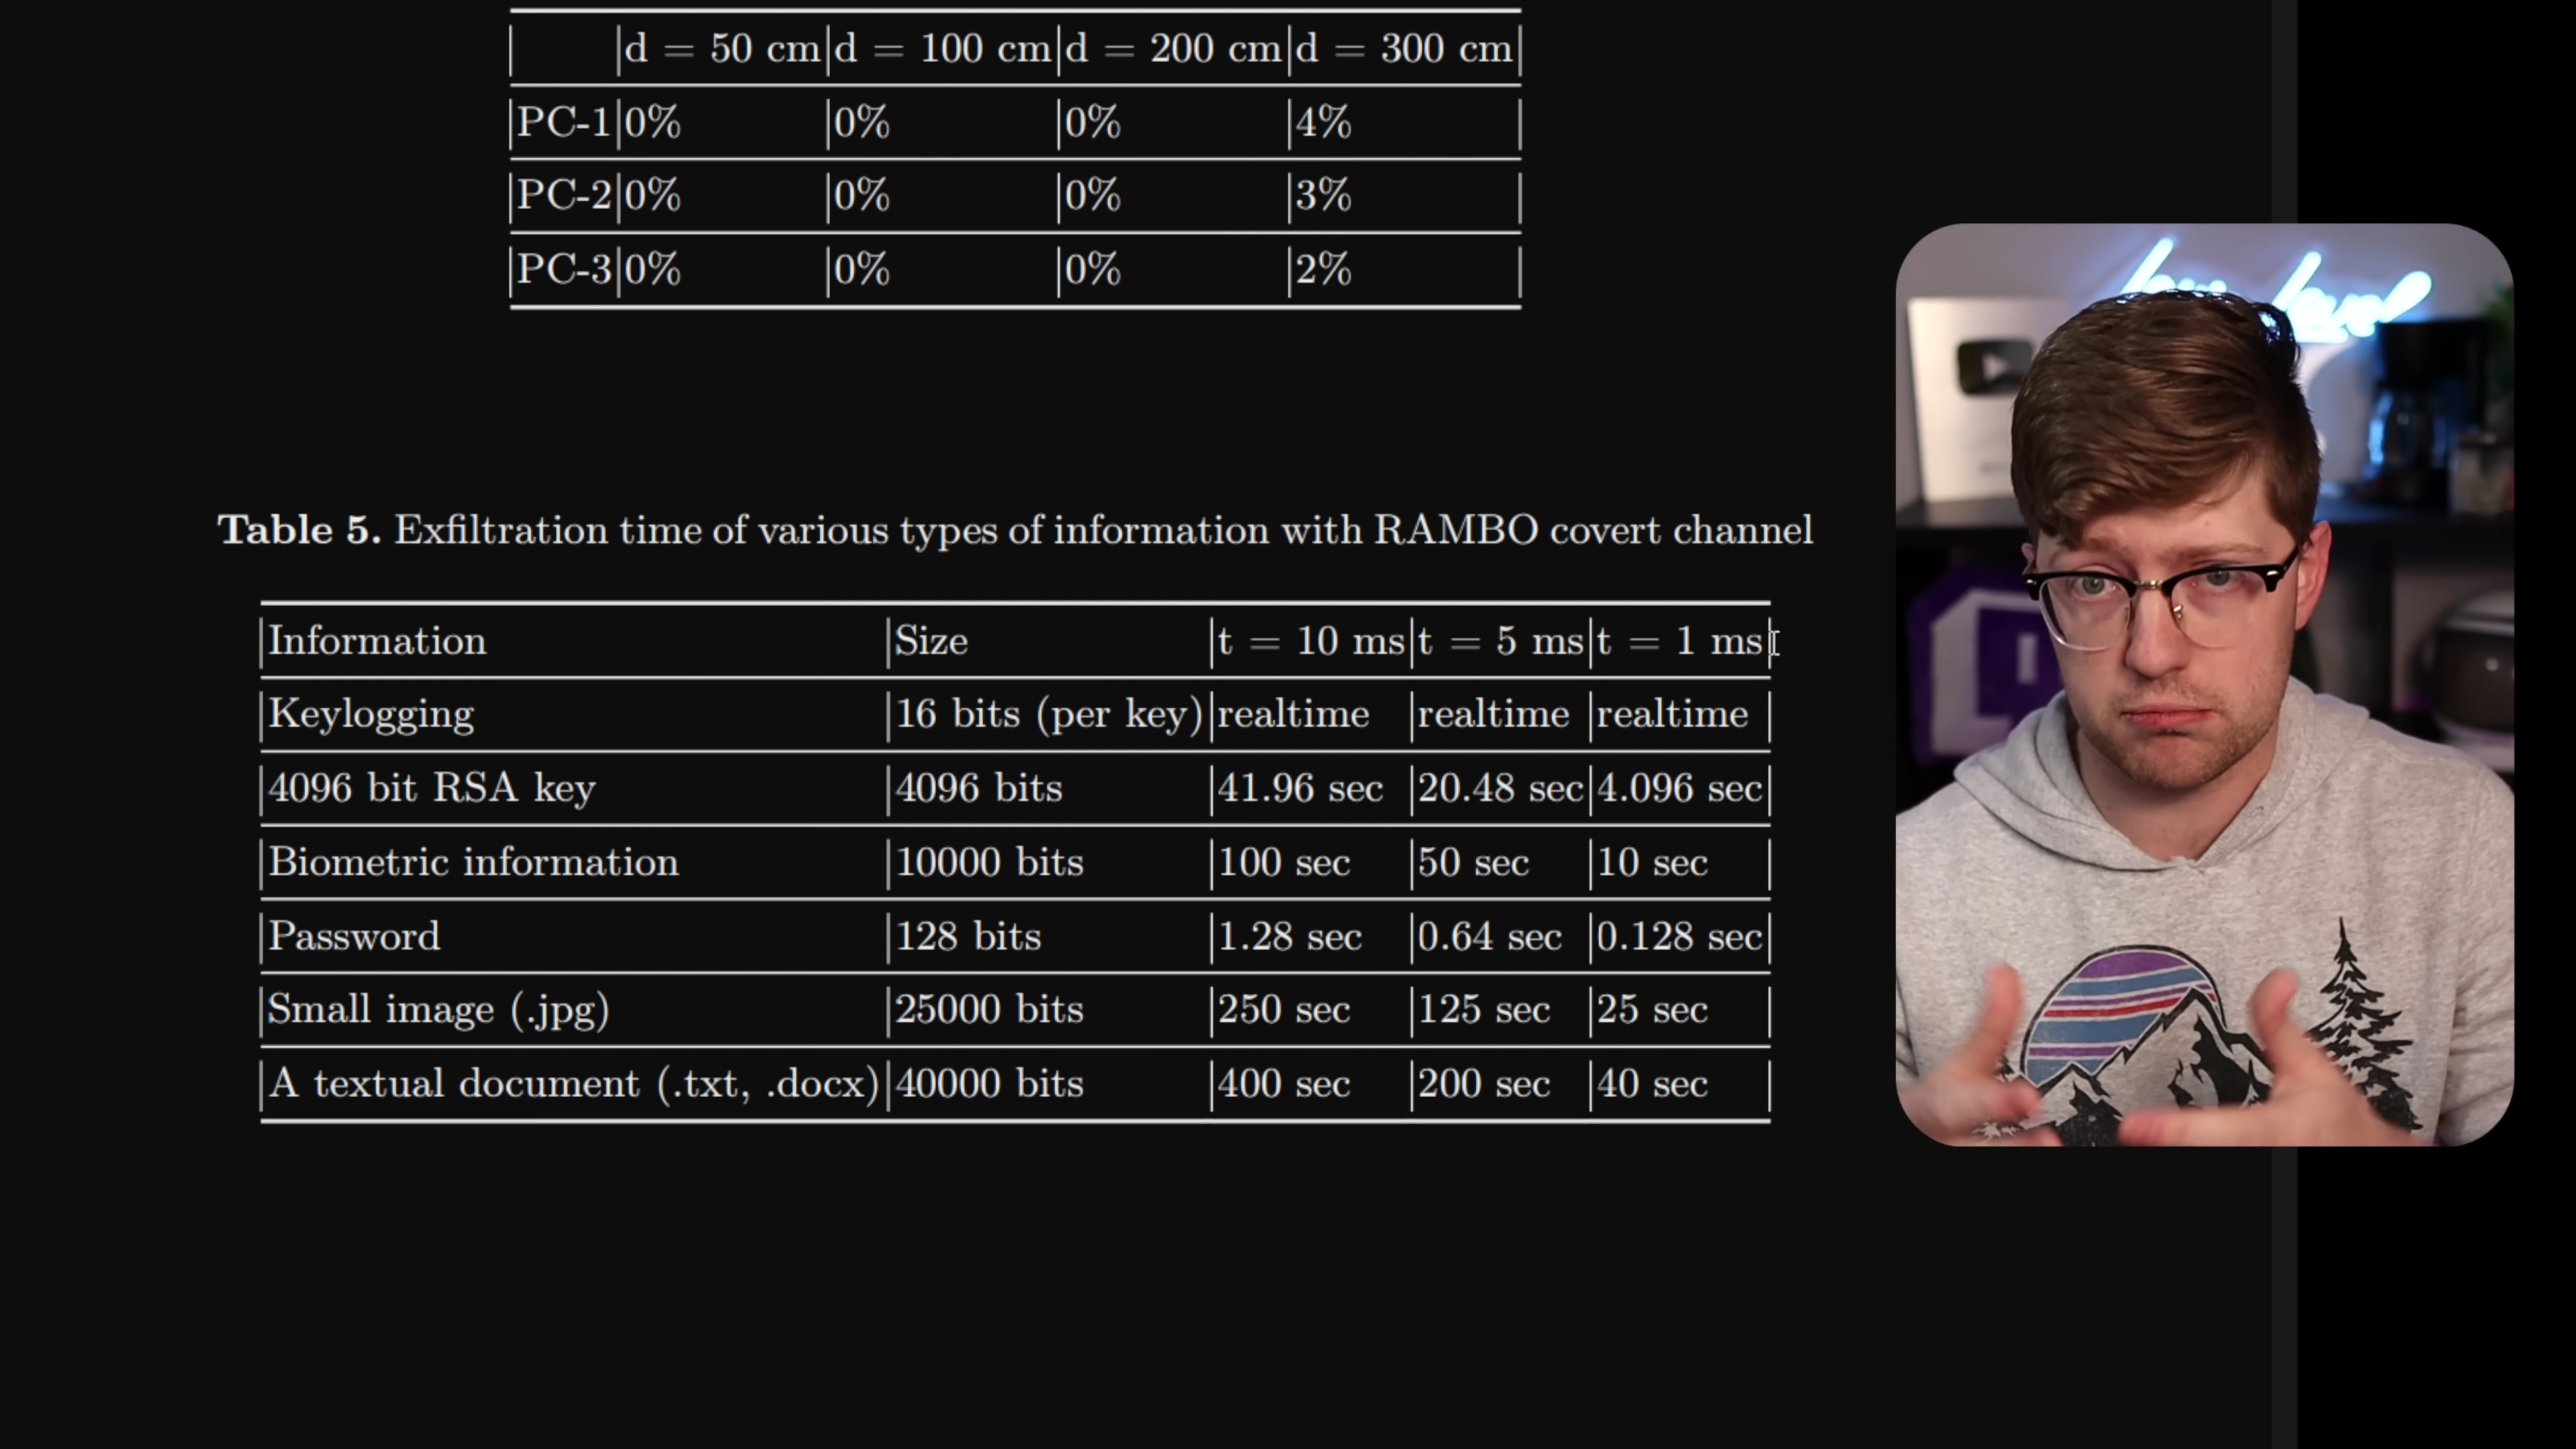 d = 50 cm d = 100 cm d = 200 cm d = 300 cm
PC-1 0% 0% 0% 4%
PC-2 0% 0% 0% 3%
PC-3 0% 0% 0% 2%
Table 5. Exfiltration time of various types of information with RAMBO covert channel
Information Size t = 10 ms t = 5 ms t = 1 ms
Keylogging 16 bits (per key) realtime realtime realtime
4096 bit RSA key 4096 bits 41.96 sec 20.48 sec 4.096 sec
Biometric information 10000 bits 100 sec 50 sec 10 sec
Password 128 bits 1.28 sec 0.64 sec 0.128 sec
Small image (.jpg) 25000 bits 250 sec 125 sec 25 sec
A textual document (.txt, .docx) 40000 bits 400 sec 200 sec 40 sec